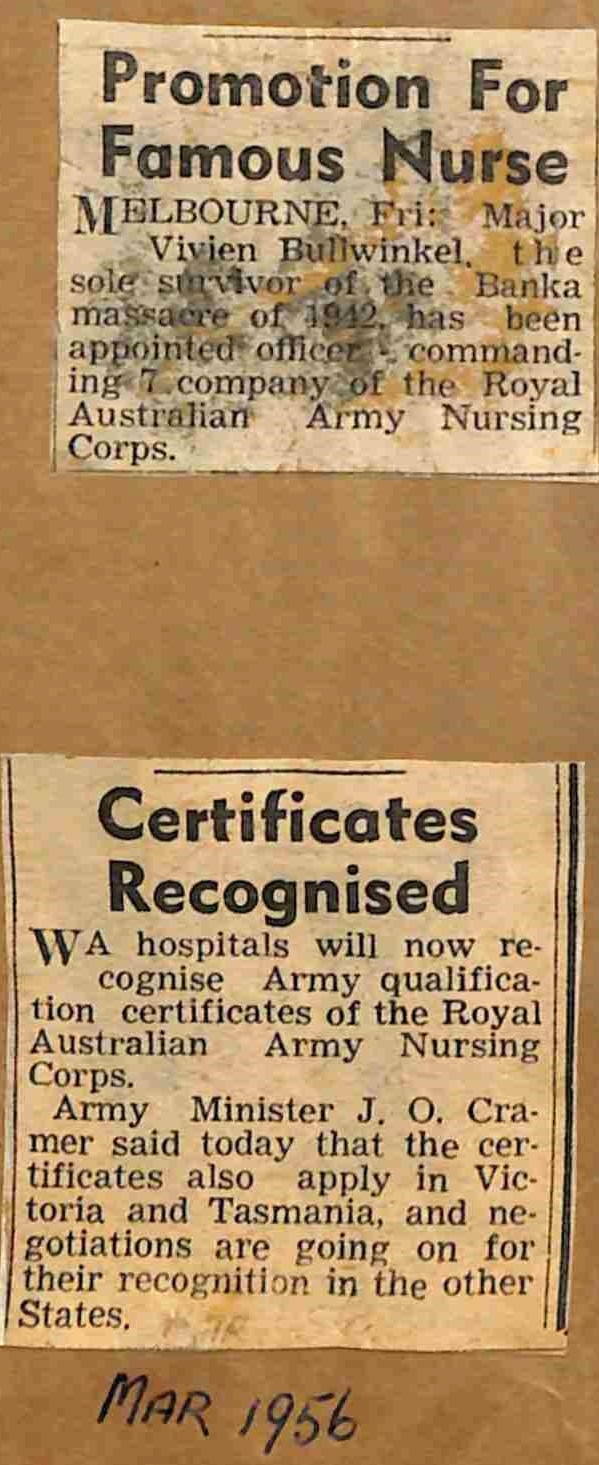 Promotion For
Famous Nurse
MELBOURNE, Fri: Major
Vivien Bullwinkel, the
sole survivor of the Banka
massacre of 1942, has been
appointed officer - command-
ing 7 company of the Royal
Australian Army Nursing
Corps.
Certificates
Recognised
WA hospitals will now re-
cognise Army qualifica-
tion certificates of the Royal
Australian Army Nursing
Corps.
Army Minister J. O. Cra-
mer said today that the cer-
tificates also apply in Vic-
toria and Tasmania, and ne-
gotiations are going on for
their recognition in the other
States.
MAR 1956